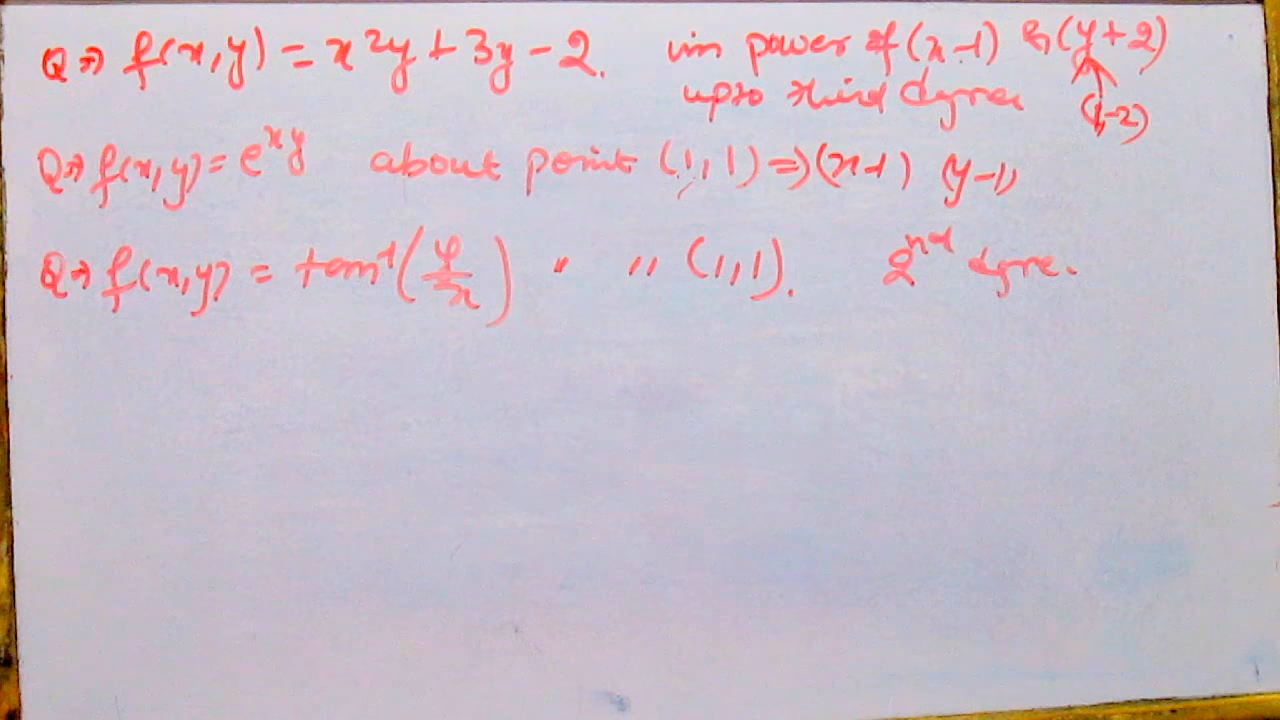 Q⇒ f(x,y) = x²y + 3y - 2. in power of (x-1) & (y+2)
upto third degree (1,-2)
Q⇒ f(x,y) = e^xy about point (1,1) ⇒ (x-1) (y-1)
Q⇒ f(x,y) = tan⁻¹(y/x) " " (1,1). 2nd degree.